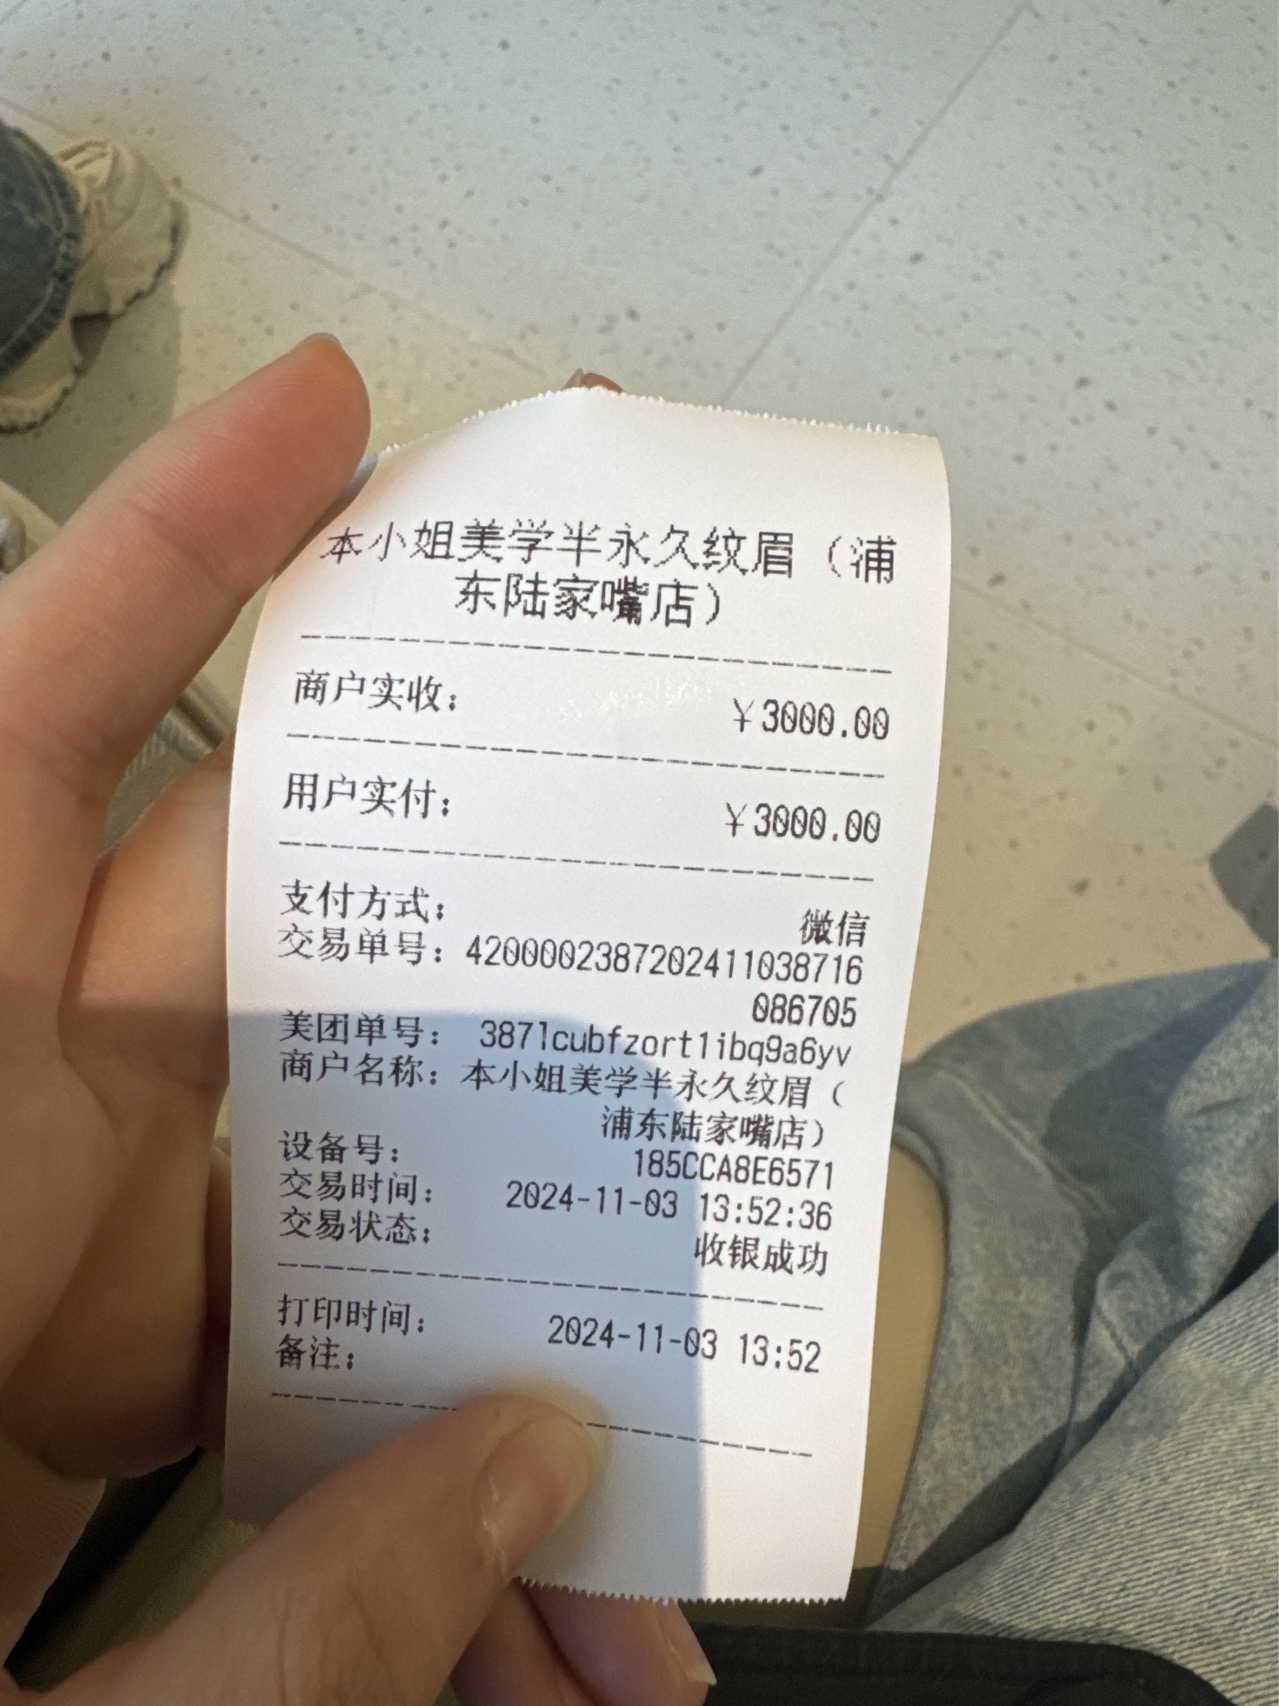 本小姐美学半永久纹眉（浦
东陆家嘴店）
商户实收： ￥3000.00
用户实付： ￥3000.00
支付方式： 微信
交易单号：4200002387202411038716
086705
美团单号： 3871cubfzort1ibq9a6yv
商户名称：本小姐美学半永久纹眉（
浦东陆家嘴店）
设备号： 185CCA8E6571
交易时间： 2024-11-03 13:52:36
交易状态： 收银成功
打印时间： 2024-11-03 13:52
备注：